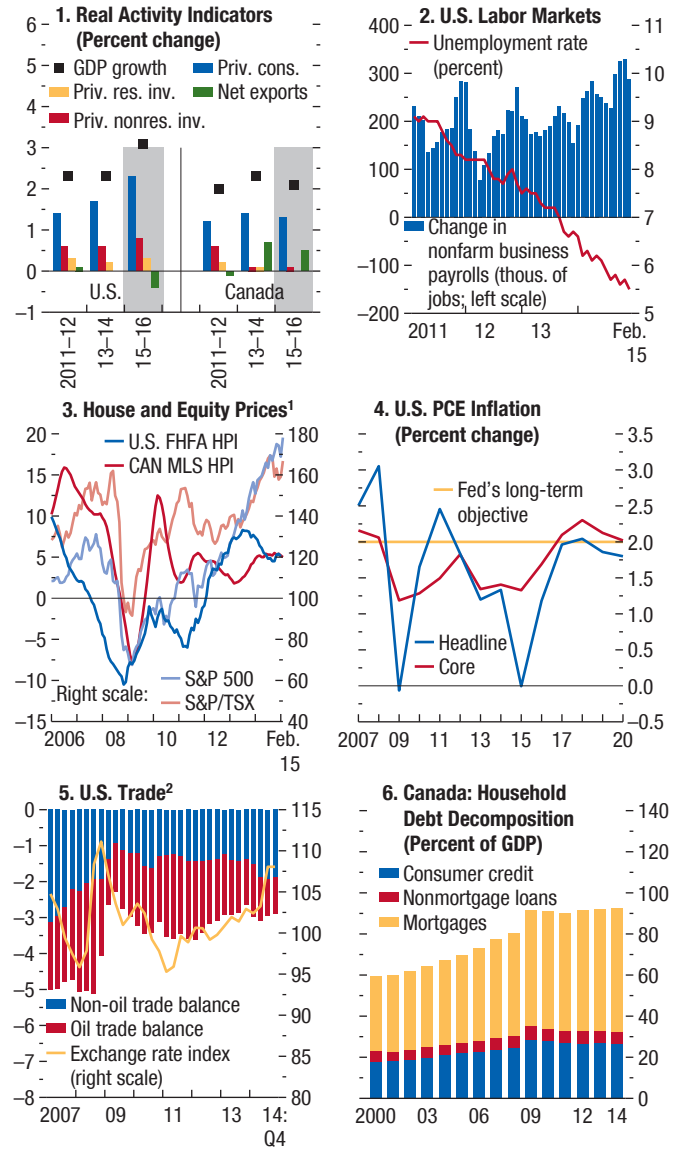 1. Real Activity Indicators
(Percent change)
6
5
4
3
2
1
0
−1
GDP growth
Priv. cons.
Priv. res. inv.
Net exports
Priv. nonres. inv.
U.S.
Canada
2011–12
13–14
15–16
2011–12
13–14
15–16
2. U.S. Labor Markets
400
300
200
100
0
−100
−200
11
10
9
8
7
6
5
Unemployment rate
(percent)
Change in
nonfarm business
payrolls (thous. of
jobs; left scale)
2011
12
13
Feb.
15
3. House and Equity Prices¹
20
15
10
5
0
−5
−10
−15
180
160
140
120
100
80
60
40
U.S. FHFA HPI
CAN MLS HPI
Right scale:
S&P 500
S&P/TSX
2006
08
10
12
Feb.
15
4. U.S. PCE Inflation
(Percent change)
3.5
3.0
2.5
2.0
1.5
1.0
0.5
0.0
−0.5
Fed's long-term
objective
Headline
Core
2007
09
11
13
15
17
20
5. U.S. Trade²
0
−1
−2
−3
−4
−5
−6
−7
−8
115
110
105
100
95
90
85
80
Non-oil trade balance
Oil trade balance
Exchange rate index
(right scale)
2007
09
11
13
14:
Q4
6. Canada: Household
Debt Decomposition
(Percent of GDP)
140
120
100
80
60
40
20
0
Consumer credit
Nonmortgage loans
Mortgages
2000
03
06
09
12
14